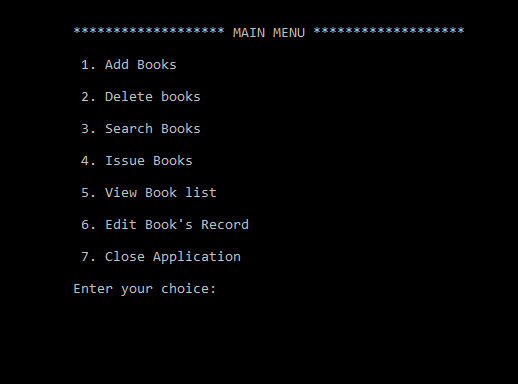 ******************* MAIN MENU *******************
1. Add Books
2. Delete books
3. Search Books
4. Issue Books
5. View Book list
6. Edit Book's Record
7. Close Application
Enter your choice: